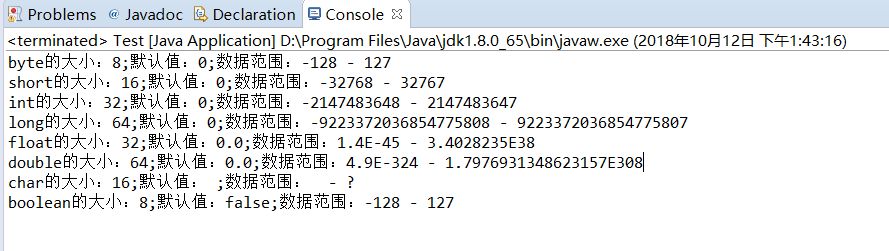 Problems @ Javadoc Declaration Console
<terminated> Test [Java Application] D:\Program Files\Java\jdk1.8.0_65\bin\javaw.exe (2018年10月12日 下午1:43:16)
byte的大小：8;默认值：0;数据范围：-128 - 127
short的大小：16;默认值：0;数据范围：-32768 - 32767
int的大小：32;默认值：0;数据范围：-2147483648 - 2147483647
long的大小：64;默认值：0;数据范围：-9223372036854775808 - 9223372036854775807
float的大小：32;默认值：0.0;数据范围：1.4E-45 - 3.4028235E38
double的大小：64;默认值：0.0;数据范围：4.9E-324 - 1.7976931348623157E308
char的大小：16;默认值： ;数据范围：  - ?
boolean的大小：8;默认值：false;数据范围：-128 - 127